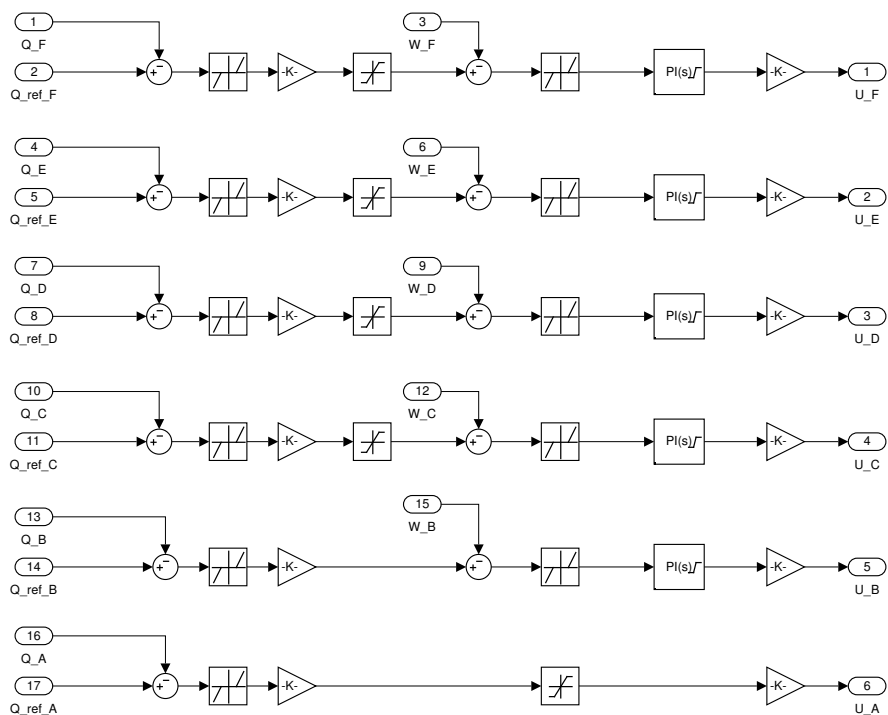 1
3
Q_F
W_F
2
-K-
PI(s)
-K-
1
Q_ref_F
U_F
4
6
Q_E
W_E
5
-K-
PI(s)
-K-
2
Q_ref_E
U_E
7
9
Q_D
W_D
8
-K-
PI(s)
-K-
3
Q_ref_D
U_D
10
12
Q_C
W_C
11
-K-
PI(s)
-K-
4
Q_ref_C
U_C
13
15
Q_B
W_B
14
-K-
PI(s)
-K-
5
Q_ref_B
U_B
16
Q_A
17
-K-
-K-
6
Q_ref_A
U_A